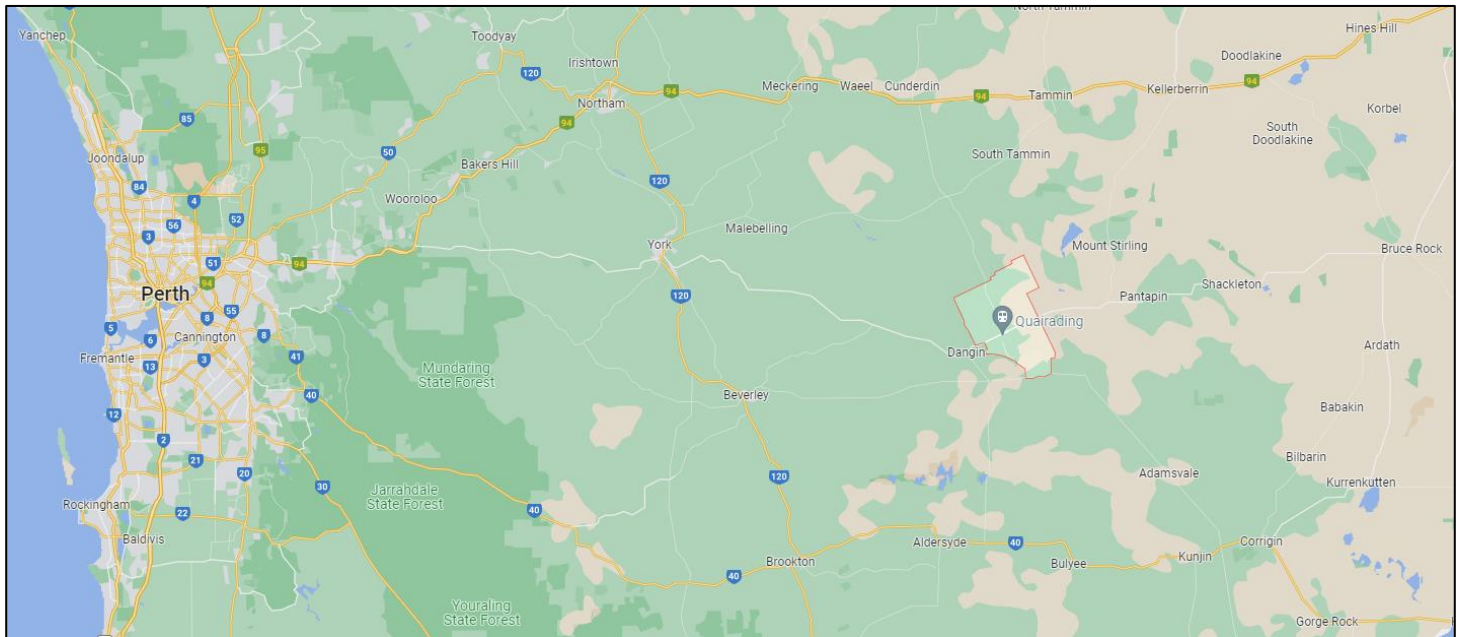 North Tammin
Hines Hill
Yanchep
Toodyay
Doodlakine
Irishtown
120
94
Meckering
Waeel
Cunderdin
94
Kellerberrin
94
Northam
94
Tammin
Korbel
85
94
South
Doodlakine
Joondalup
95
50
Bakers Hill
South Tammin
84
4
120
Wooroloo
56
52
3
Malebelling
York
Mount Stirling
Bruce Rock
51
94
94
Perth
120
Pantapin
Shackleton
55
8
Quairading
5
6
Cannington
8
Ardath
Fremantle
13
3
41
Dangin
Mundaring
State Forest
40
Beverley
12
Babakin
2
Bilbarin
21
20
120
Adamsvale
Kurrenkutten
30
Jarrahdale
State Forest
Rockingham
22
40
Baldivis
Aldersyde
40
Corrigin
Brookton
Bulyee
Kunjin
40
Youraling
State Forest
Gorge Rock